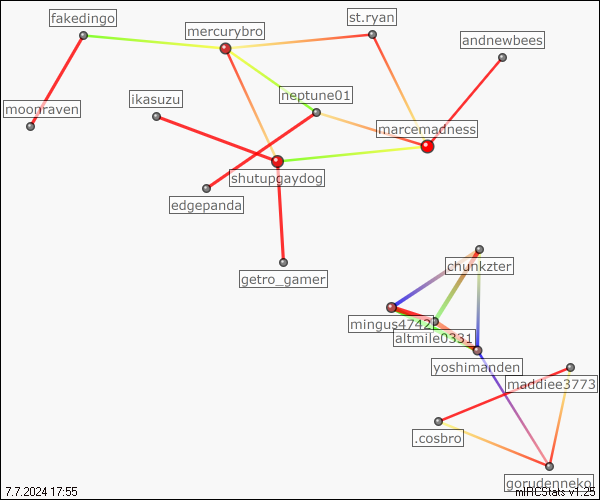 fakedingo
mercurybro
st.ryan
andnewbees
moonraven
ikasuzu
neptune01
marcemadness
shutupgaydog
edgepanda
getro_gamer
chunkzter
mingus4742
altmile0331
yoshimanden
maddiee3773
.cosbro
gorudenneko
7.7.2024 17:55
mIRCStats v1.25